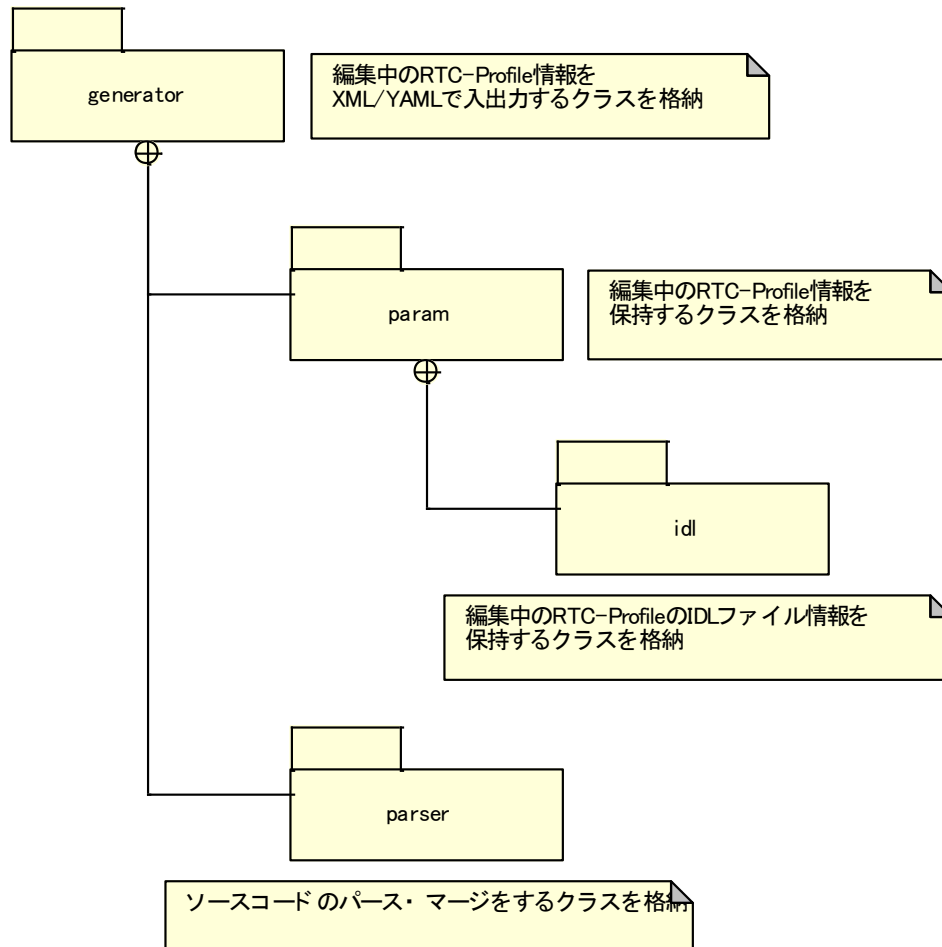 generator
編集中のRTC-Profile情報を
XML/YAMLで入出力するクラスを格納
param
編集中のRTC-Profile情報を
保持するクラスを格納
idl
編集中のRTC-ProfileのIDLファイル情報を
保持するクラスを格納
parser
ソースコードのパース・マージをするクラスを格納